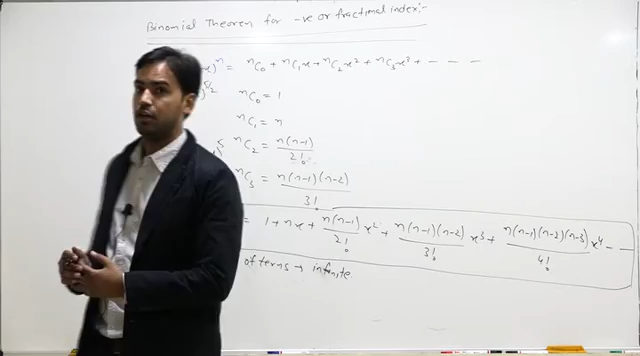 Binomial Theorem for -ve or fractional index:-
x)ⁿ = nC₀ + nC₁x + nC₂x² + nC₃x³ + - - -
)^5/2 nC₀ = 1
nC₁ = n
nC₂ = n(n-1)/2!
nC₃ = n(n-1)(n-2)/3!
= 1 + nx + n(n-1)/2! x² + n(n-1)(n-2)/3! x³ + n(n-1)(n-2)(n-3)/4! x⁴ - -
of terms → infinite